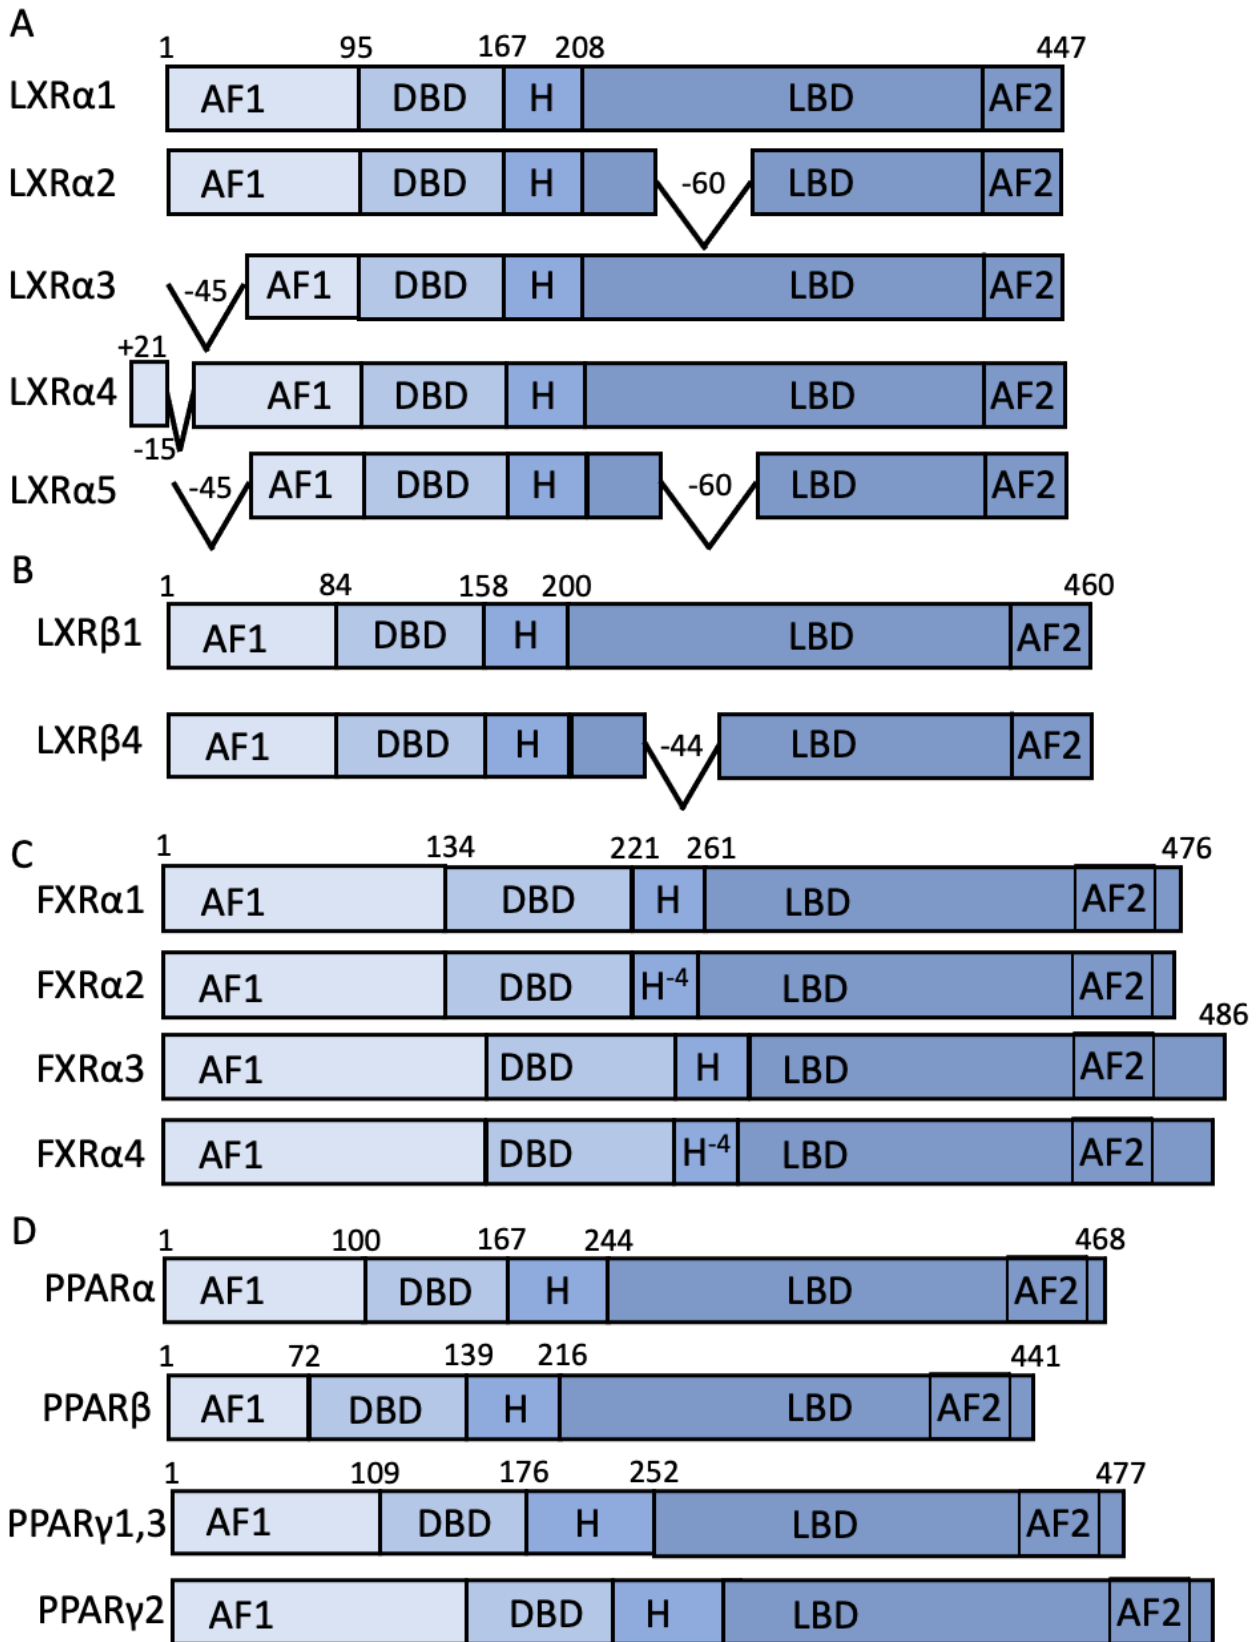 A
1 95 167 208 447
LXRα1 AF1 DBD H LBD AF2
LXRα2 AF1 DBD H -60 LBD AF2
LXRα3 -45 AF1 DBD H LBD AF2
+21
LXRα4 AF1 DBD H LBD AF2
-15
LXRα5 -45 AF1 DBD H -60 LBD AF2
B
1 84 158 200 460
LXRβ1 AF1 DBD H LBD AF2
LXRβ4 AF1 DBD H -44 LBD AF2
C
1 134 221 261 476
FXRα1 AF1 DBD H LBD AF2
FXRα2 AF1 DBD H-4 LBD AF2
486
FXRα3 AF1 DBD H LBD AF2
FXRα4 AF1 DBD H-4 LBD AF2
D
1 100 167 244 468
PPARα AF1 DBD H LBD AF2
1 72 139 216 441
PPARβ AF1 DBD H LBD AF2
1 109 176 252 477
PPARγ1,3 AF1 DBD H LBD AF2
PPARγ2 AF1 DBD H LBD AF2